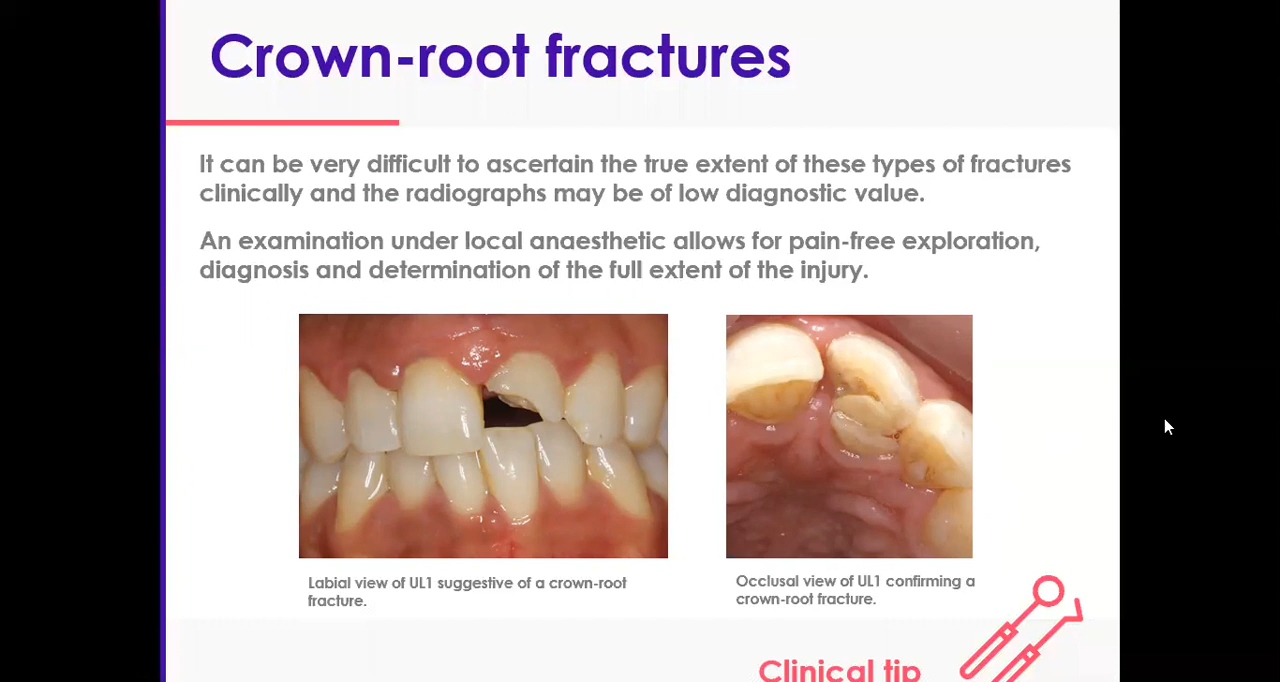 Crown-root fractures
It can be very difficult to ascertain the true extent of these types of fractures
clinically and the radiographs may be of low diagnostic value.
An examination under local anaesthetic allows for pain-free exploration,
diagnosis and determination of the full extent of the injury.
Labial view of UL1 suggestive of a crown-root
fracture.
Occlusal view of UL1 confirming a
crown-root fracture.
Clinical tip